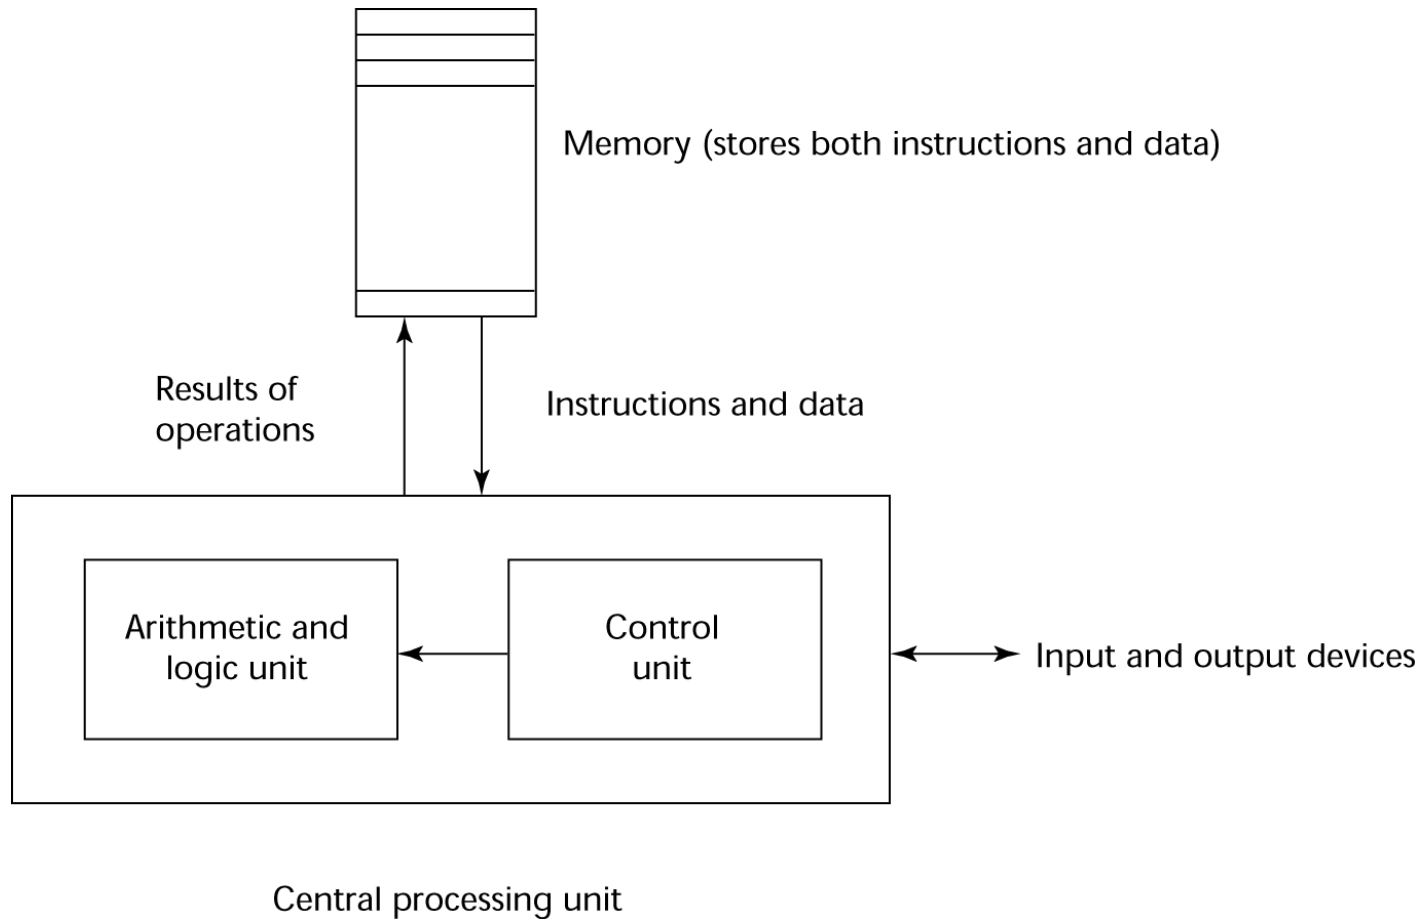 Memory (stores both instructions and data)
Results of
operations
Instructions and data
Arithmetic and
logic unit
Control
unit
Input and output devices
Central processing unit